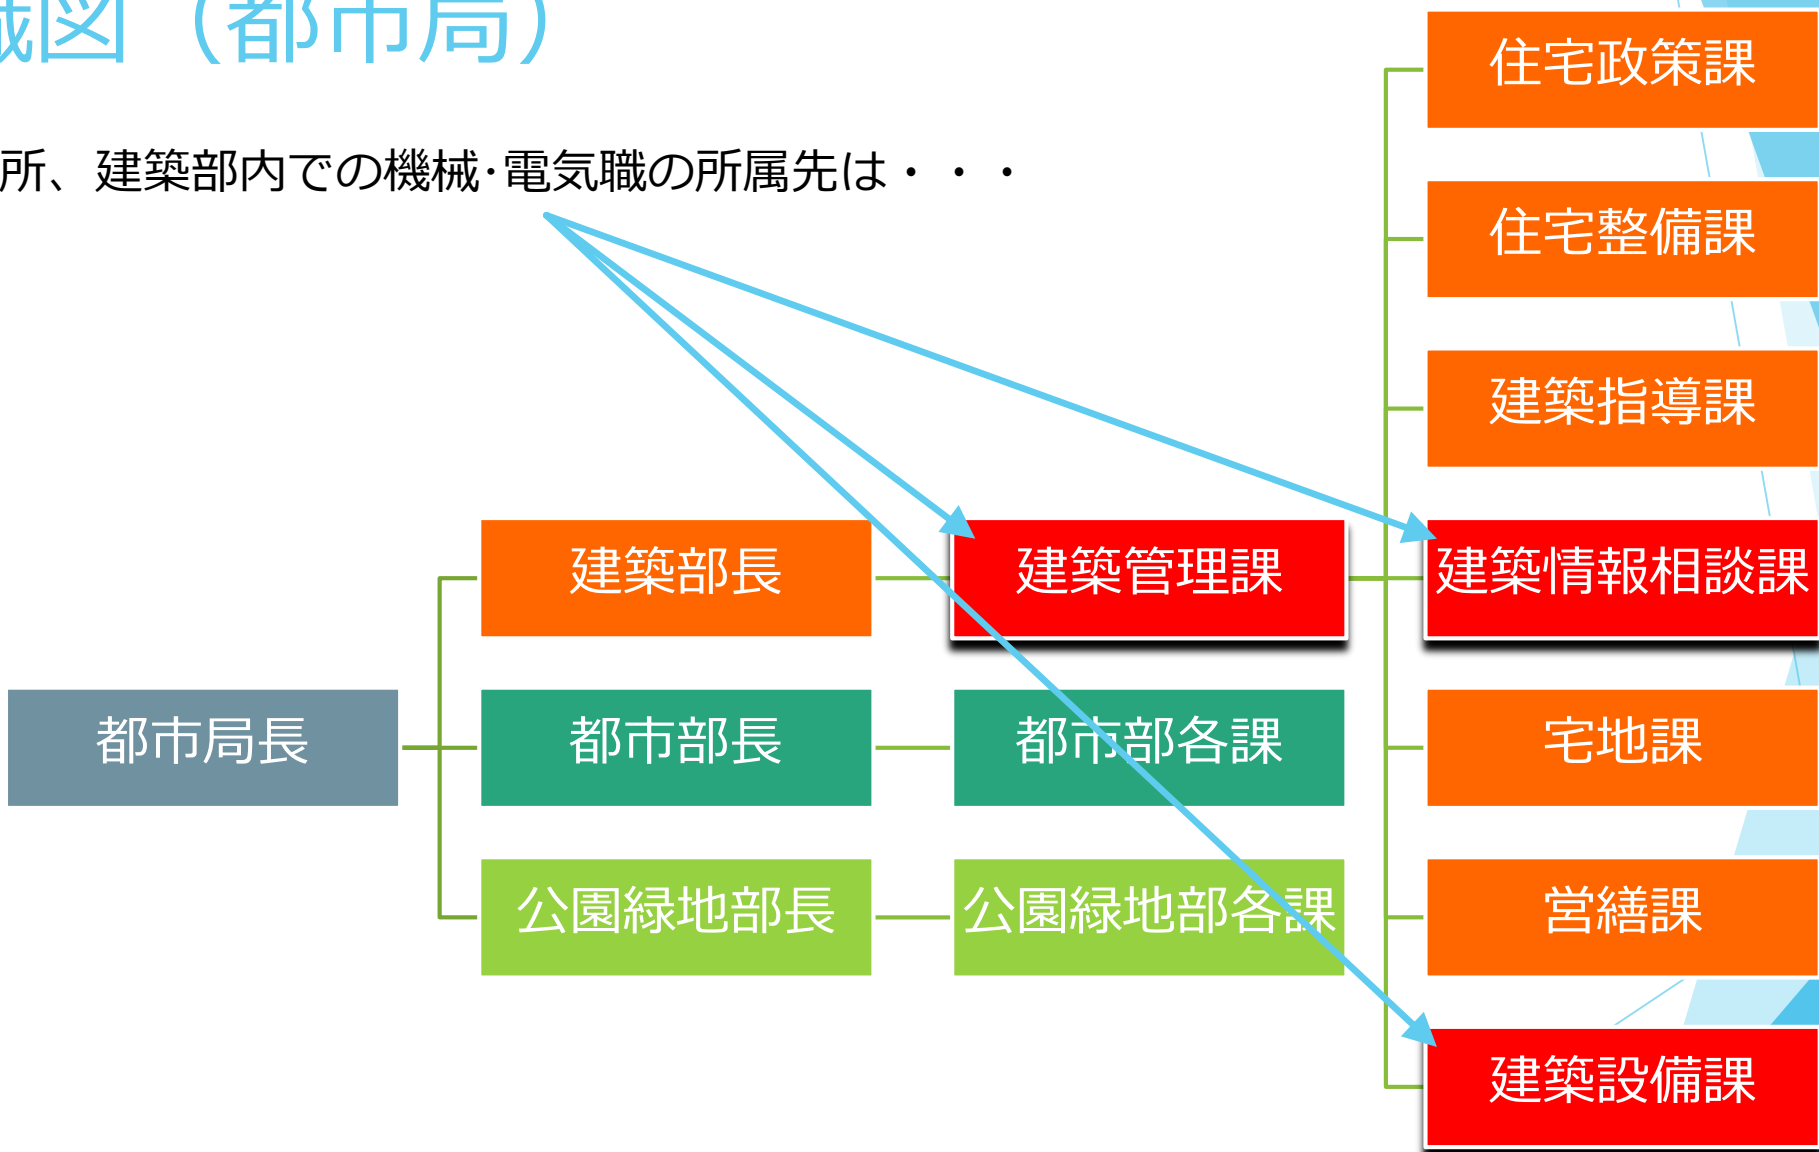 織図（都市局）
所、建築部内での機械･電気職の所属先は・・・
住宅政策課
住宅整備課
建築指導課
建築部長
建築管理課
建築情報相談課
都市局長
都市部長
都市部各課
宅地課
公園緑地部長
公園緑地部各課
営繕課
建築設備課